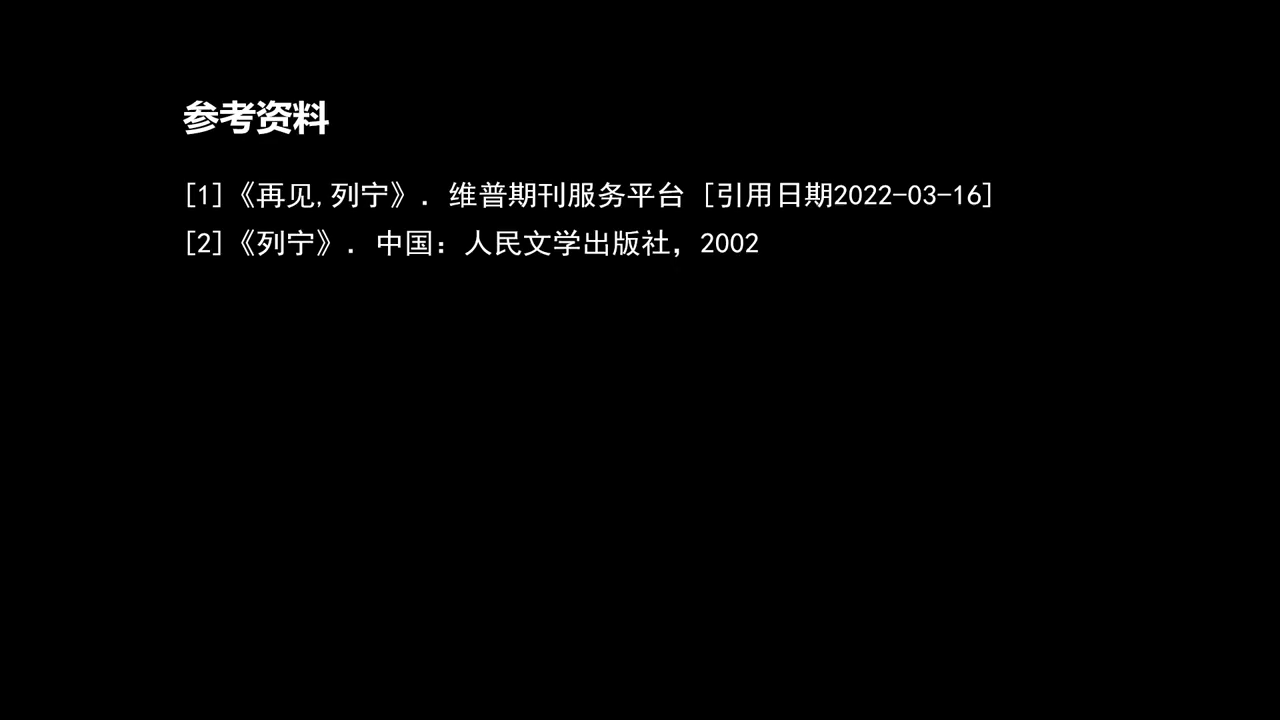 参考资料
[1]《再见,列宁》. 维普期刊服务平台 [引用日期2022-03-16]
[2]《列宁》. 中国：人民文学出版社，2002